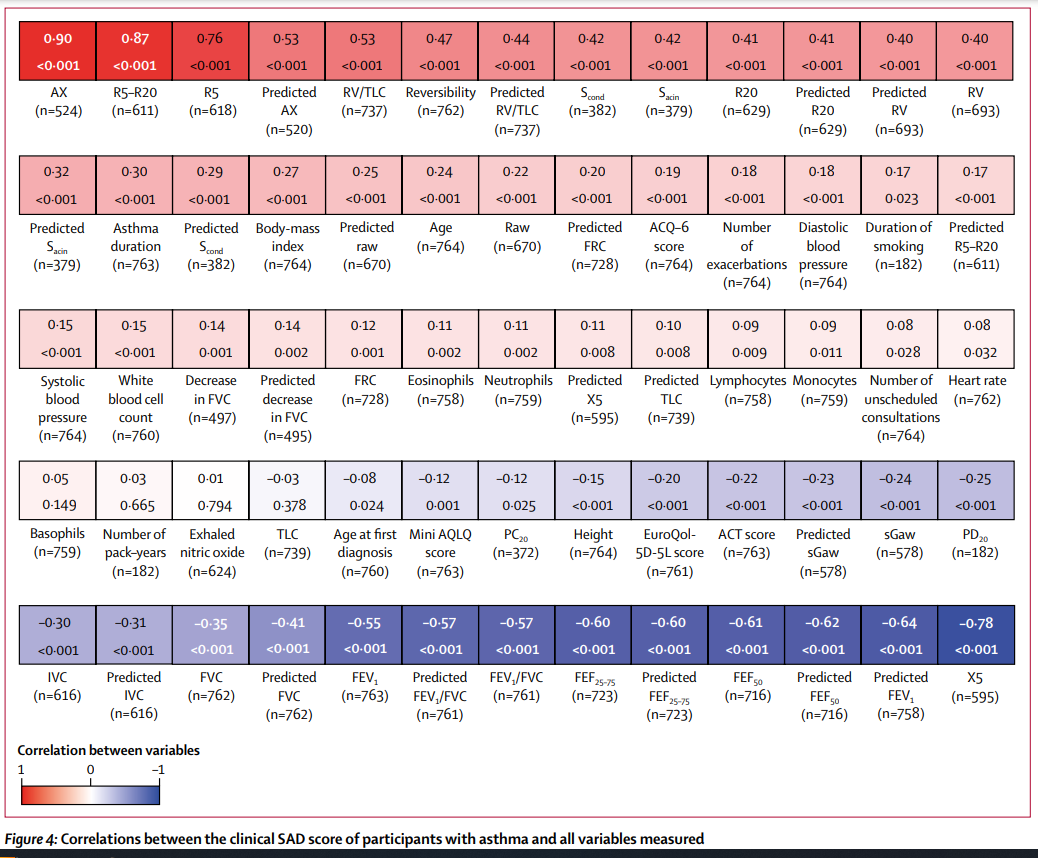 0·90 0·87 0·76 0·53 0·53 0·47 0·44 0·42 0·42 0·41 0·41 0·40 0·40
<0·001 <0·001 <0·001 <0·001 <0·001 <0·001 <0·001 <0·001 <0·001 <0·001 <0·001 <0·001 <0·001
AX R5–R20 R5 Predicted RV/TLC Reversibility Predicted Scond Sacin R20 Predicted Predicted RV
(n=524) (n=611) (n=618) AX (n=737) (n=762) RV/TLC (n=382) (n=379) (n=629) R20 RV (n=693)
(n=520) (n=737) (n=629) (n=693)
0·32 0·30 0·29 0·27 0·25 0·24 0·22 0·20 0·19 0·18 0·18 0·17 0·17
<0·001 <0·001 <0·001 <0·001 <0·001 <0·001 <0·001 <0·001 <0·001 <0·001 <0·001 0·023 <0·001
Predicted Asthma Predicted Body-mass Predicted Age Raw Predicted ACQ–6 Number Diastolic Duration of Predicted
Sacin duration Scond index raw (n=764) (n=670) FRC score of blood smoking R5–R20
(n=379) (n=763) (n=382) (n=764) (n=670) (n=728) (n=764) exacerbations pressure (n=182) (n=611)
(n=764) (n=764)
0·15 0·15 0·14 0·14 0·12 0·11 0·11 0·11 0·10 0·09 0·09 0·08 0·08
<0·001 <0·001 0·001 0·002 0·001 0·002 0·002 0·008 0·008 0·009 0·011 0·028 0·032
Systolic White Decrease Predicted FRC Eosinophils Neutrophils Predicted Predicted Lymphocytes Monocytes Number of Heart rate
blood blood cell in FVC decrease (n=728) (n=758) (n=759) X5 TLC (n=758) (n=759) unscheduled (n=762)
pressure count (n=497) in FVC (n=595) (n=739) consultations
(n=764) (n=760) (n=495) (n=764)
0·05 0·03 0·01 –0·03 –0·08 –0·12 –0·12 –0·15 –0·20 –0·22 –0·23 –0·24 –0·25
0·149 0·665 0·794 0·378 0·024 0·001 0·025 <0·001 <0·001 <0·001 <0·001 <0·001 <0·001
Basophils Number of Exhaled TLC Age at first Mini AQLQ PC20 Height EuroQol- ACT score Predicted sGaw PD20
(n=759) pack–years nitric oxide (n=739) diagnosis score (n=372) (n=764) 5D-5L score (n=763) sGaw (n=578) (n=182)
(n=182) (n=624) (n=760) (n=763) (n=761) (n=578)
–0·30 –0·31 –0·35 –0·41 –0·55 –0·57 –0·57 –0·60 –0·60 –0·61 –0·62 –0·64 –0·78
<0·001 <0·001 <0·001 <0·001 <0·001 <0·001 <0·001 <0·001 <0·001 <0·001 <0·001 <0·001 <0·001
IVC Predicted FVC Predicted FEV1 Predicted FEV1/FVC FEF25–75 Predicted FEF50 Predicted Predicted X5
(n=616) IVC (n=762) FVC (n=763) FEV1/FVC (n=761) (n=723) FEF25–75 (n=716) FEF50 FEV1 (n=595)
(n=616) (n=762) (n=761) (n=723) (n=716) (n=758)
Correlation between variables
1 0 –1
Figure 4: Correlations between the clinical SAD score of participants with asthma and all variables measured